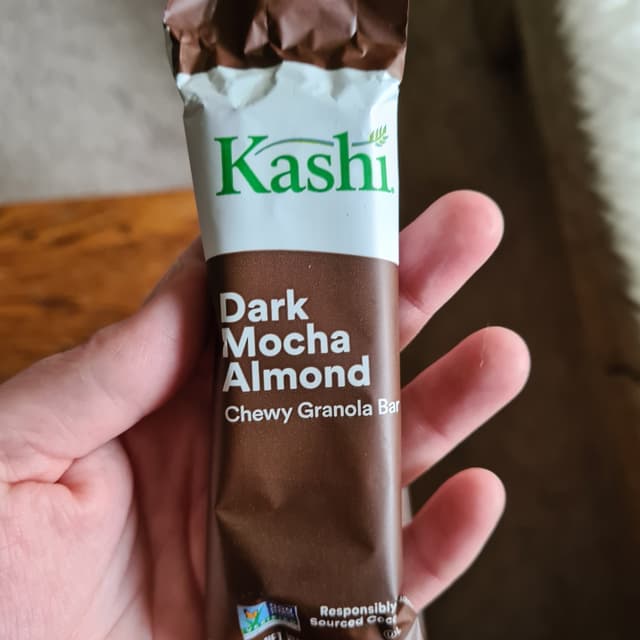 Kashi
Dark
Mocha
Almond
Chewy Granola Bar
Responsibly
Sourced